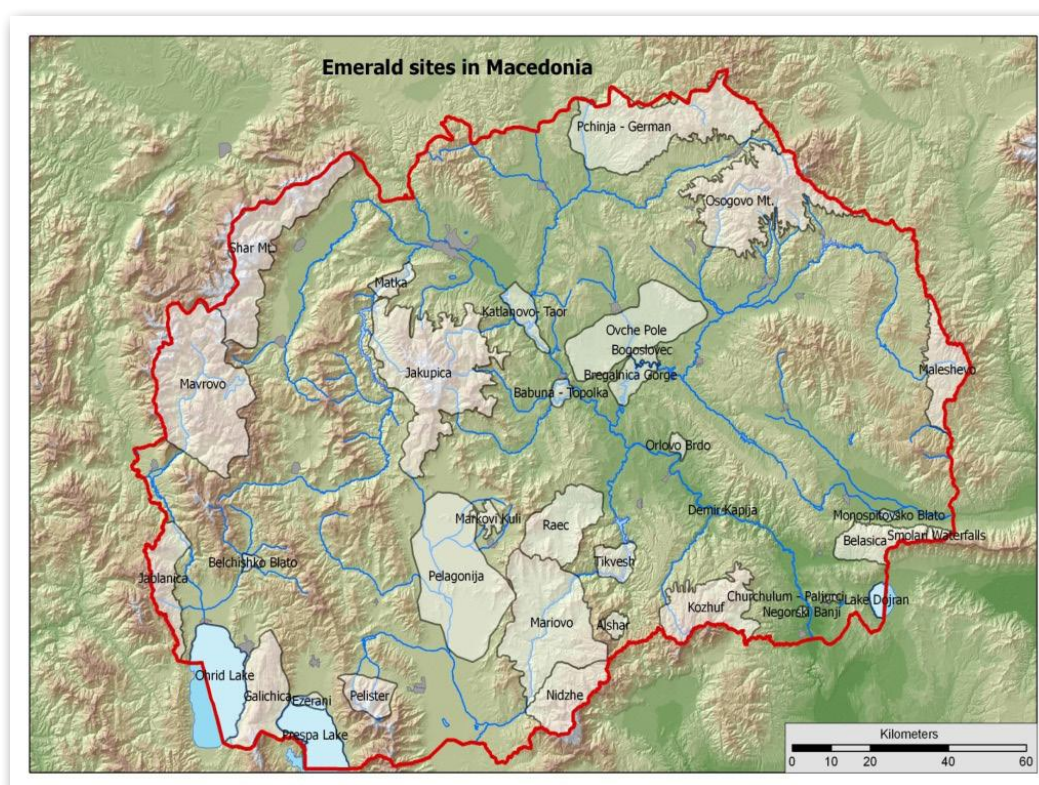 Emerald sites in Macedonia
Pchinja - German
Osogovo Mt.
Shar Mt.
Matka
Katlanovo- Taor
Ovche Pole
Bogoslovec
Maleshevo
Mavrovo
Jakupica
Bregalnica Gorge
Babuna - Topolka
Orlovo Brdo
Markovi Kuli
Raec
Demir Kapija
Monospitovsko Blato
Smolari Waterfalls
Belasica
Belchishko Blato
Jablanica
Pelagonija
Tikvesh
Churchulum - Paljurci
Lake Dojran
Kozhuf
Negorski Banji
Mariovo
Alshar
Ohrid Lake
Galichica
Ezerani
Pelister
Nidzhe
Prespa Lake
Kilometers
0 10 20 40 60